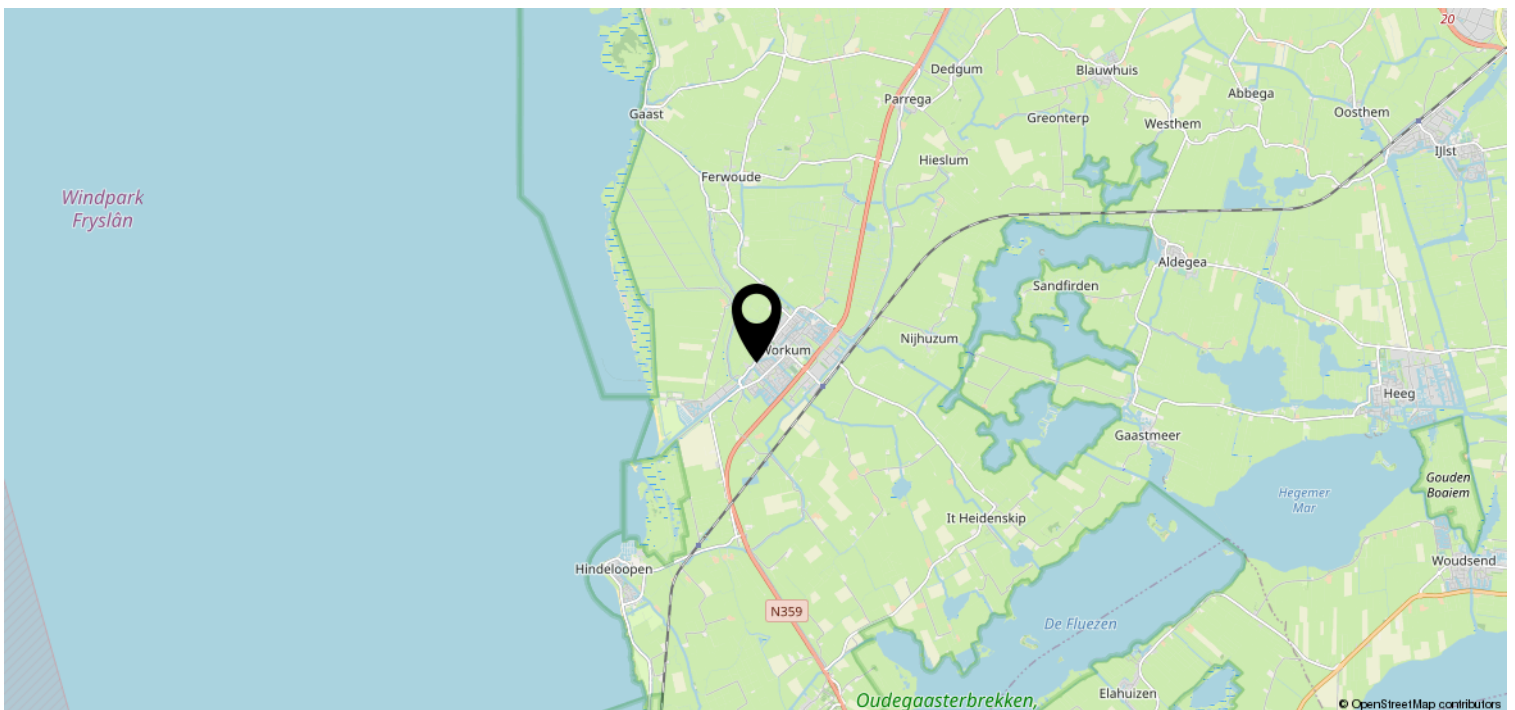 20
Dedgum
Blauwhuis
Abbega
Parrega
Gaast
Greonterp
Westhem
Oosthem
IJlst
Hieslum
Ferwoude
Windpark
Fryslân
Aldegea
Sandfirden
Nijhuzum
Workum
Heeg
Gaastmeer
Gouden
Boaiem
Hegemer
Mar
It Heidenskip
Woudsend
Hindeloopen
N359
De Fluezen
Elahuizen
Oudegaasterbrekken,
© OpenStreetMap contributors